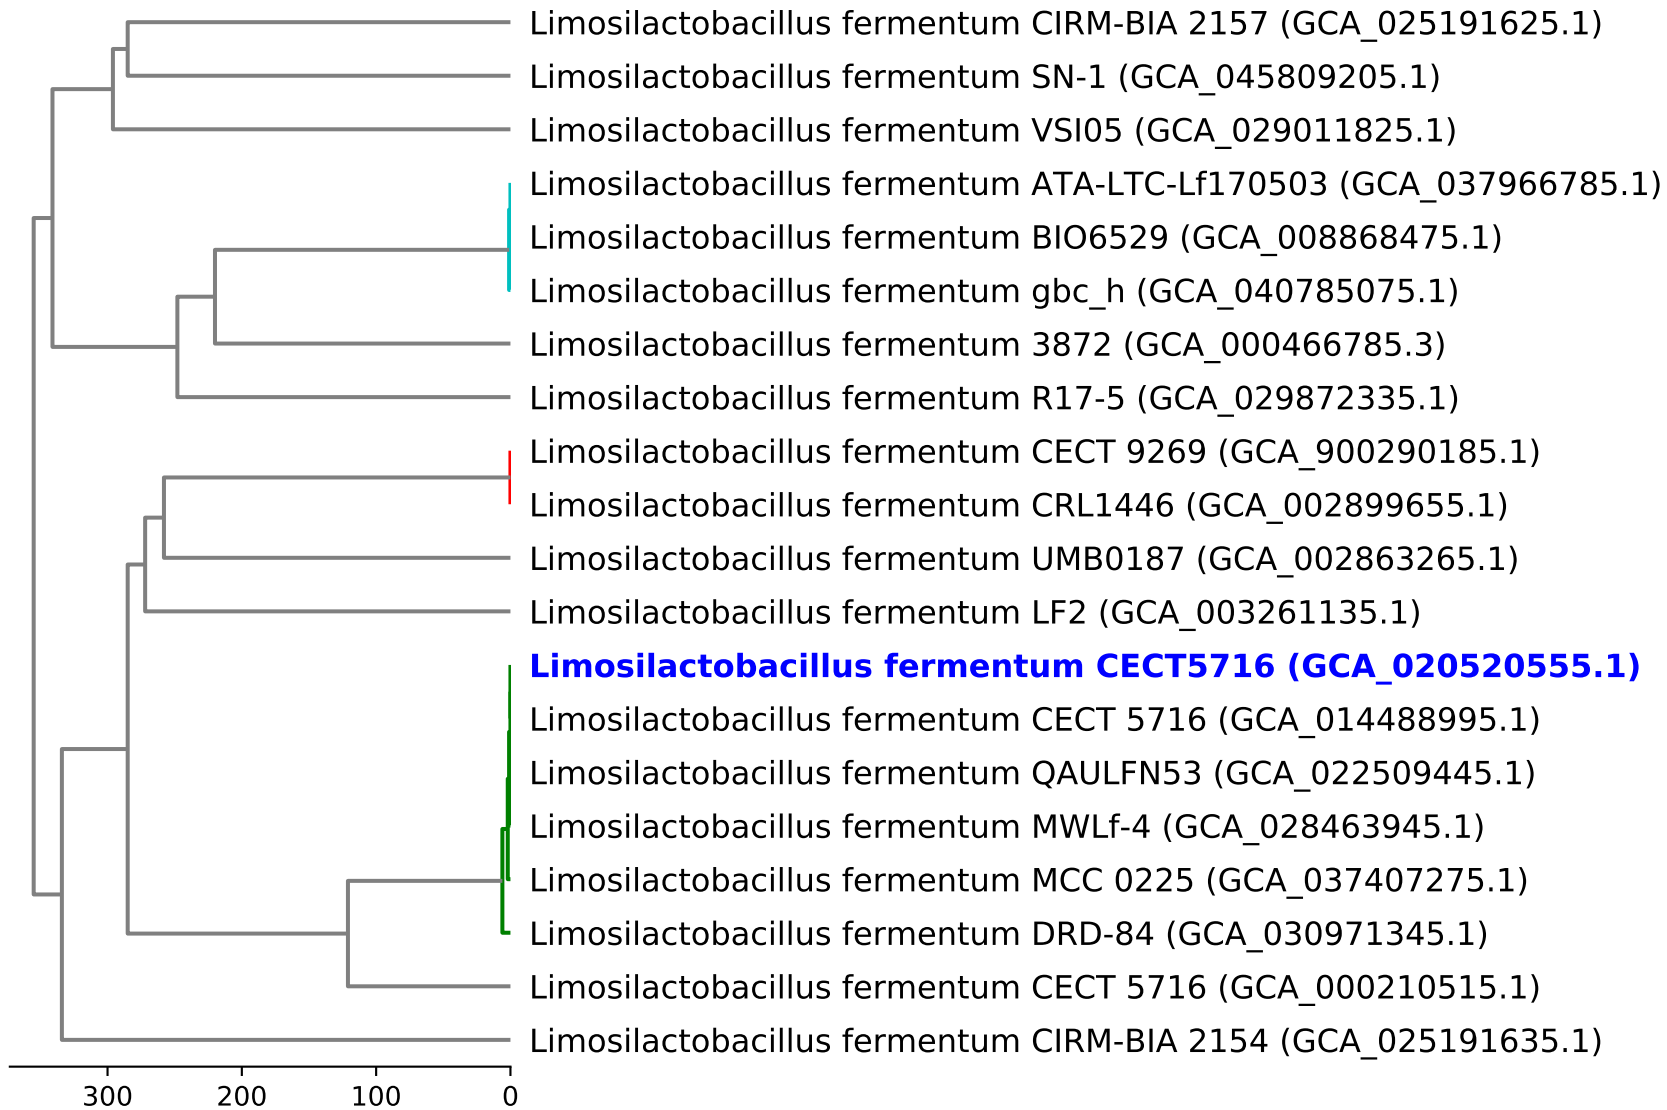 Limosilactobacillus fermentum CIRM-BIA 2157 (GCA_025191625.1)
Limosilactobacillus fermentum SN-1 (GCA_045809205.1)
Limosilactobacillus fermentum VSI05 (GCA_029011825.1)
Limosilactobacillus fermentum ATA-LTC-Lf170503 (GCA_037966785.1)
Limosilactobacillus fermentum BIO6529 (GCA_008868475.1)
Limosilactobacillus fermentum gbc_h (GCA_040785075.1)
Limosilactobacillus fermentum 3872 (GCA_000466785.3)
Limosilactobacillus fermentum R17-5 (GCA_029872335.1)
Limosilactobacillus fermentum CECT 9269 (GCA_900290185.1)
Limosilactobacillus fermentum CRL1446 (GCA_002899655.1)
Limosilactobacillus fermentum UMB0187 (GCA_002863265.1)
Limosilactobacillus fermentum LF2 (GCA_003261135.1)
Limosilactobacillus fermentum CECT5716 (GCA_020520555.1)
Limosilactobacillus fermentum CECT 5716 (GCA_014488995.1)
Limosilactobacillus fermentum QAULFN53 (GCA_022509445.1)
Limosilactobacillus fermentum MWLf-4 (GCA_028463945.1)
Limosilactobacillus fermentum MCC 0225 (GCA_037407275.1)
Limosilactobacillus fermentum DRD-84 (GCA_030971345.1)
Limosilactobacillus fermentum CECT 5716 (GCA_000210515.1)
Limosilactobacillus fermentum CIRM-BIA 2154 (GCA_025191635.1)
300 200 100 0